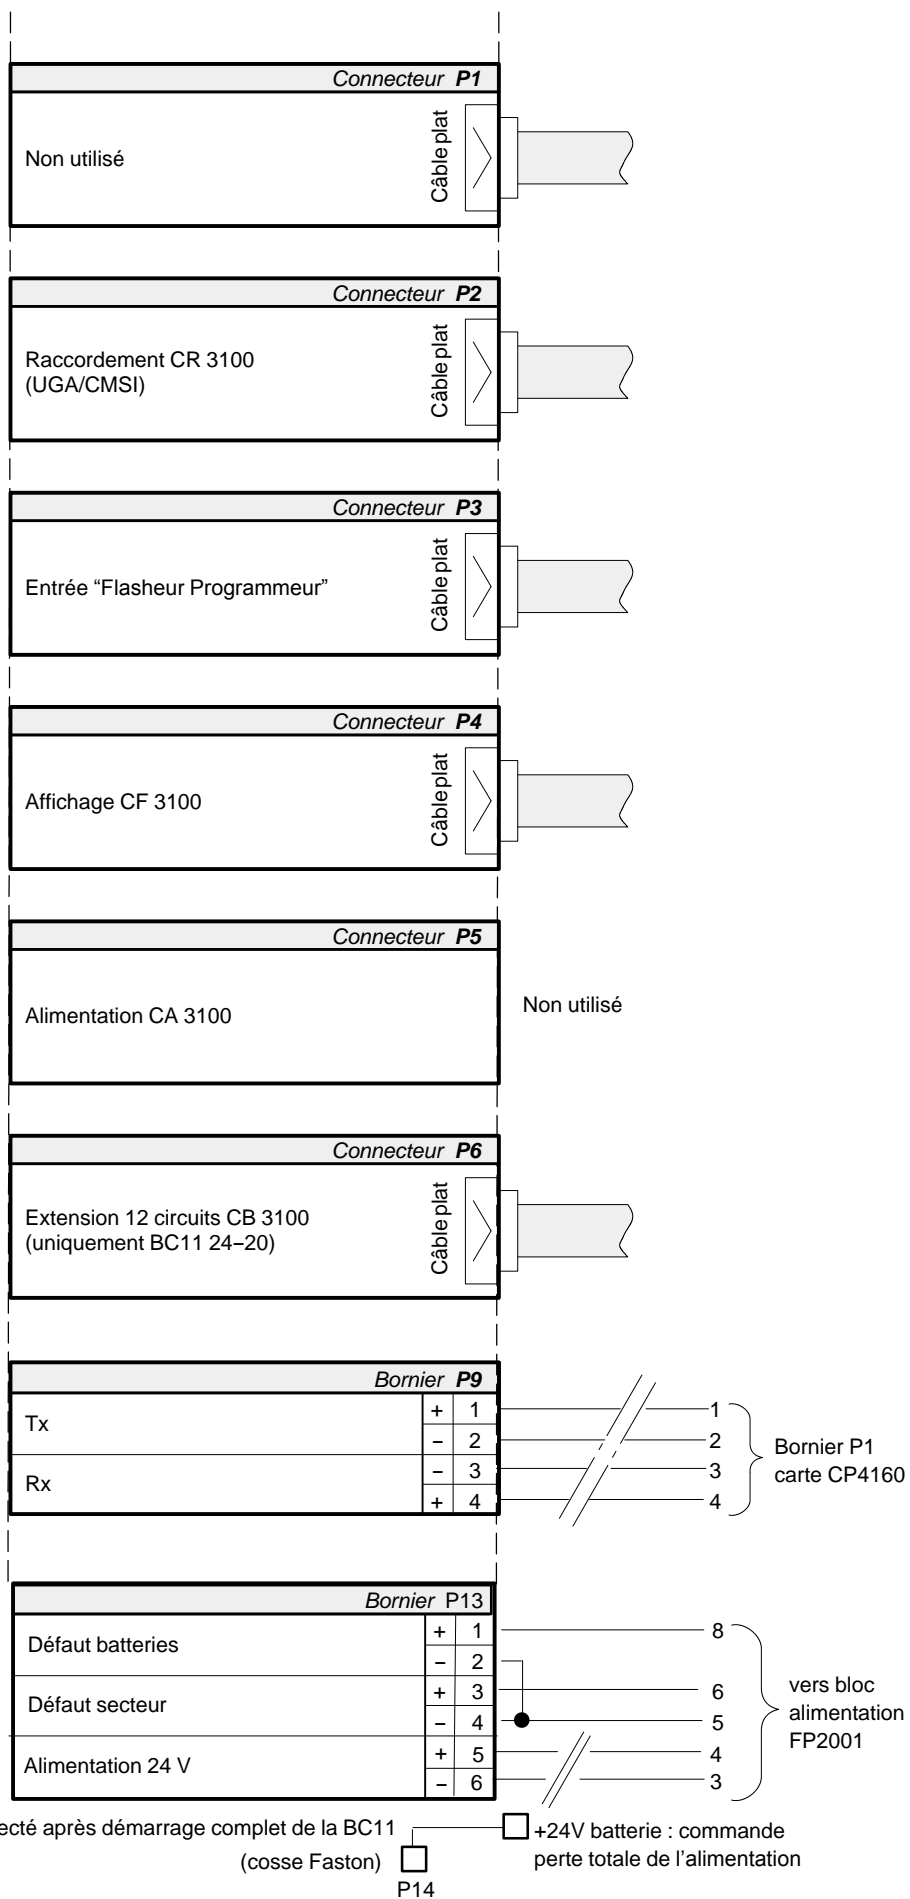 Connecteur P1
Non utilisé
Câble plat
Connecteur P2
Raccordement CR 3100
(UGA/CMSI)
Câble plat
Connecteur P3
Entrée “Flasheur Programmeur”
Câble plat
Connecteur P4
Affichage CF 3100
Câble plat
Connecteur P5
Alimentation CA 3100
Non utilisé
Connecteur P6
Extension 12 circuits CB 3100
(uniquement BC11 24–20)
Câble plat
Bornier P9
Tx
+ 1
– 2
Rx
– 3
+ 4
1
2
3
4
Bornier P1
carte CP4160
Bornier P13
Défaut batteries
+ 1
– 2
Défaut secteur
+ 3
– 4
Alimentation 24 V
+ 5
– 6
8
6
5
4
3
vers bloc
alimentation
FP2001
ecté après démarrage complet de la BC11
(cosse Faston)
P14
+24V batterie : commande
perte totale de l’alimentation